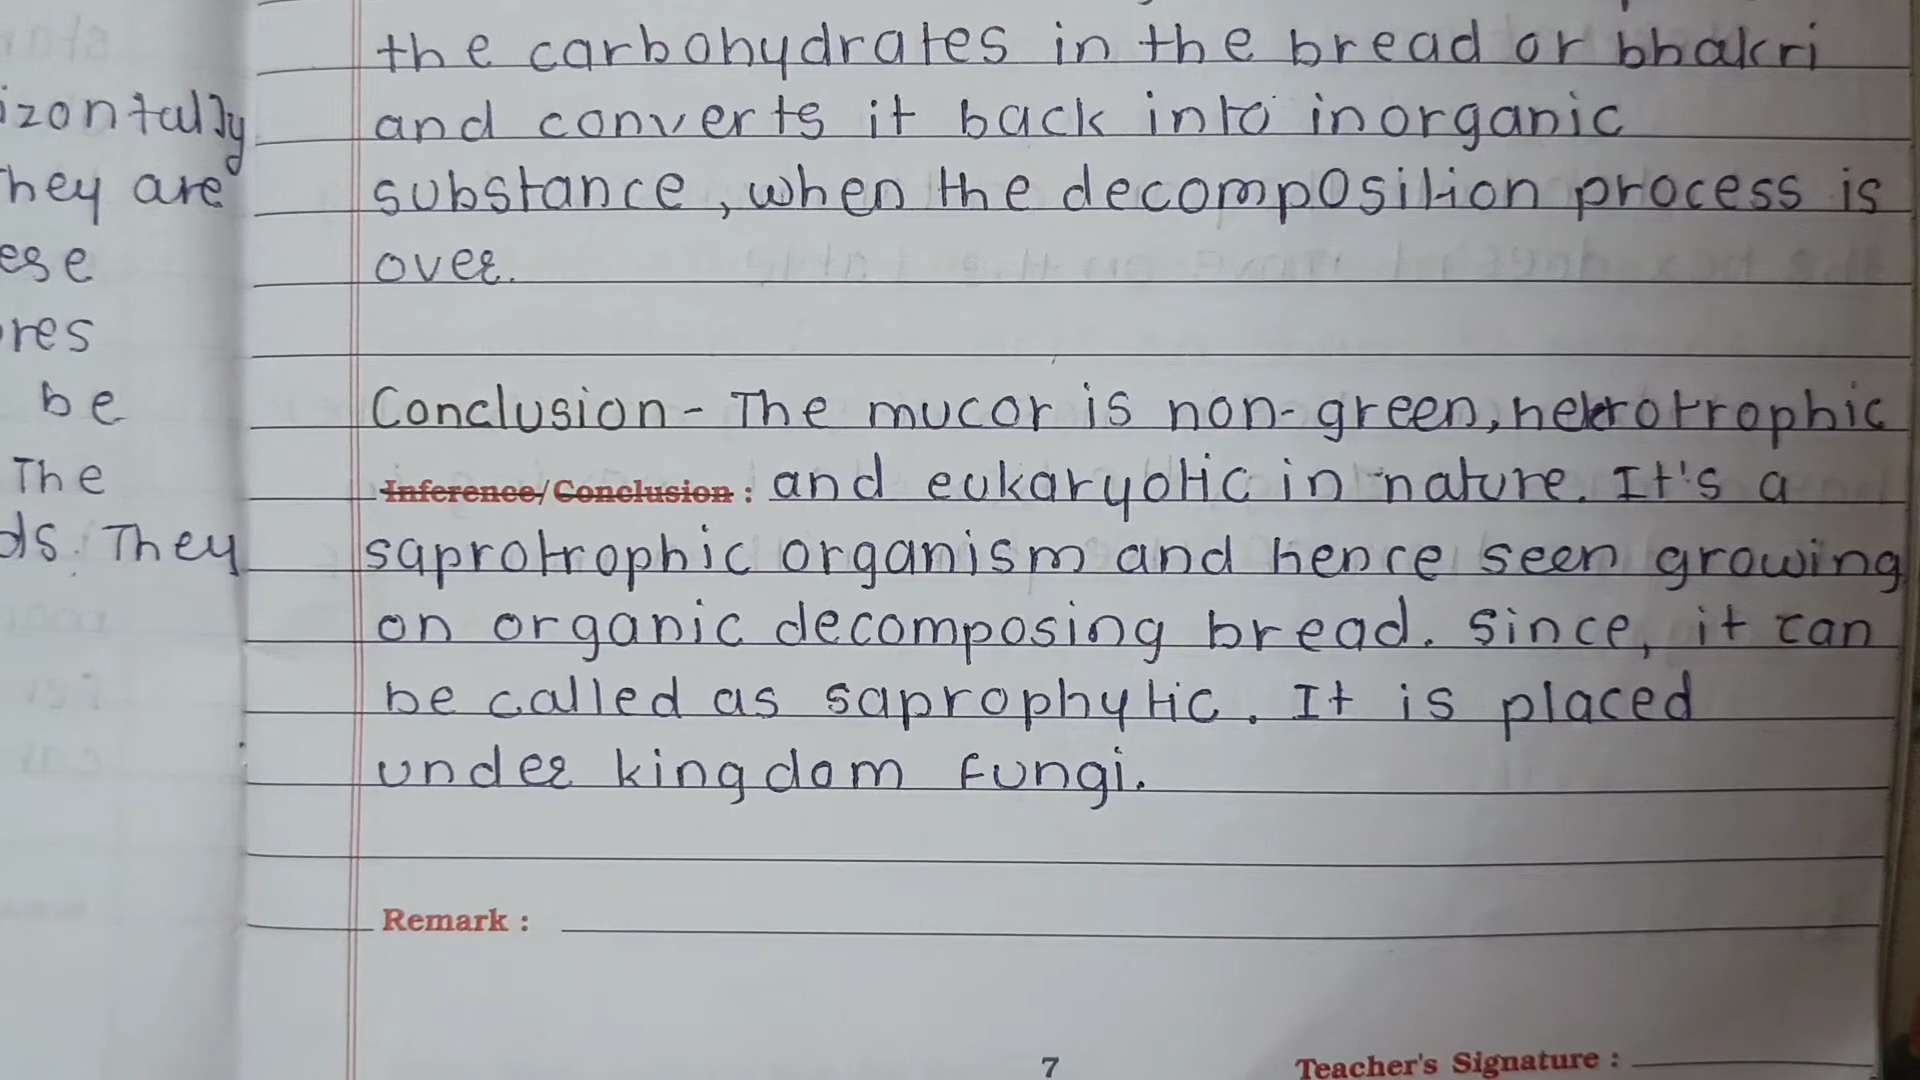 izontally
hey are
ese
res
be
The
ds. They
the carbohydrates in the bread or bhakri
and converts it back into inorganic
substance, when the decomposition process is
over.
Conclusion - The mucor is non-green, hetrotrophic
Inference/Conclusion : and eukaryotic in nature. It's a
saprotrophic organism and hence seen growing
on organic decomposing bread. Since, it can
be called as saprophytic. It is placed
under kingdom fungi.
Remark :
7
Teacher's Signature :